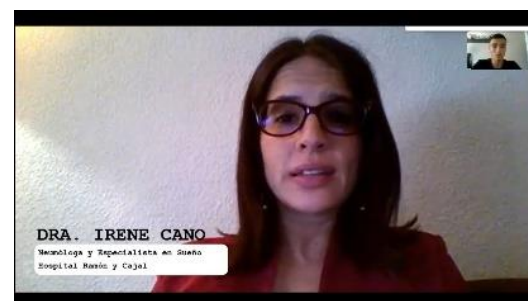 DRA. IRENE CANO
Neumóloga y Especialista en Sueño
Hospital Ramón y Cajal